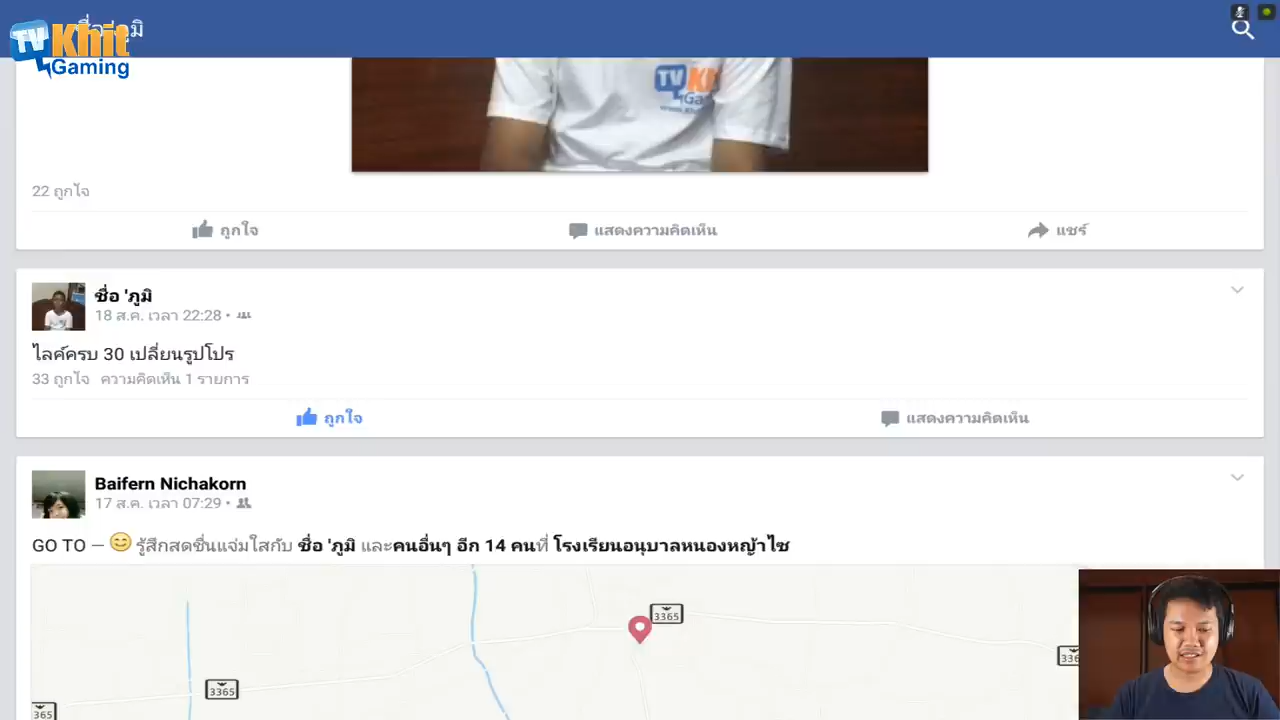 ชื่อ 'ภูมิ
TV Khit
Gaming
TV
22 ถูกใจ
ถูกใจ
แสดงความคิดเห็น
แชร์
ชื่อ 'ภูมิ
18 ส.ค. เวลา 22:28 •
ไลค์ครบ 30 เปลี่ยนรูปโปร
33 ถูกใจ ความคิดเห็น 1 รายการ
ถูกใจ
แสดงความคิดเห็น
Baifern Nichakorn
17 ส.ค. เวลา 07:29 •
GO TO — รู้สึกสดชื่นแจ่มใสกับ ชื่อ 'ภูมิ และคนอื่นๆ อีก 14 คนที่ โรงเรียนอนุบาลหนองหญ้าไซ
3365
336
3365
365